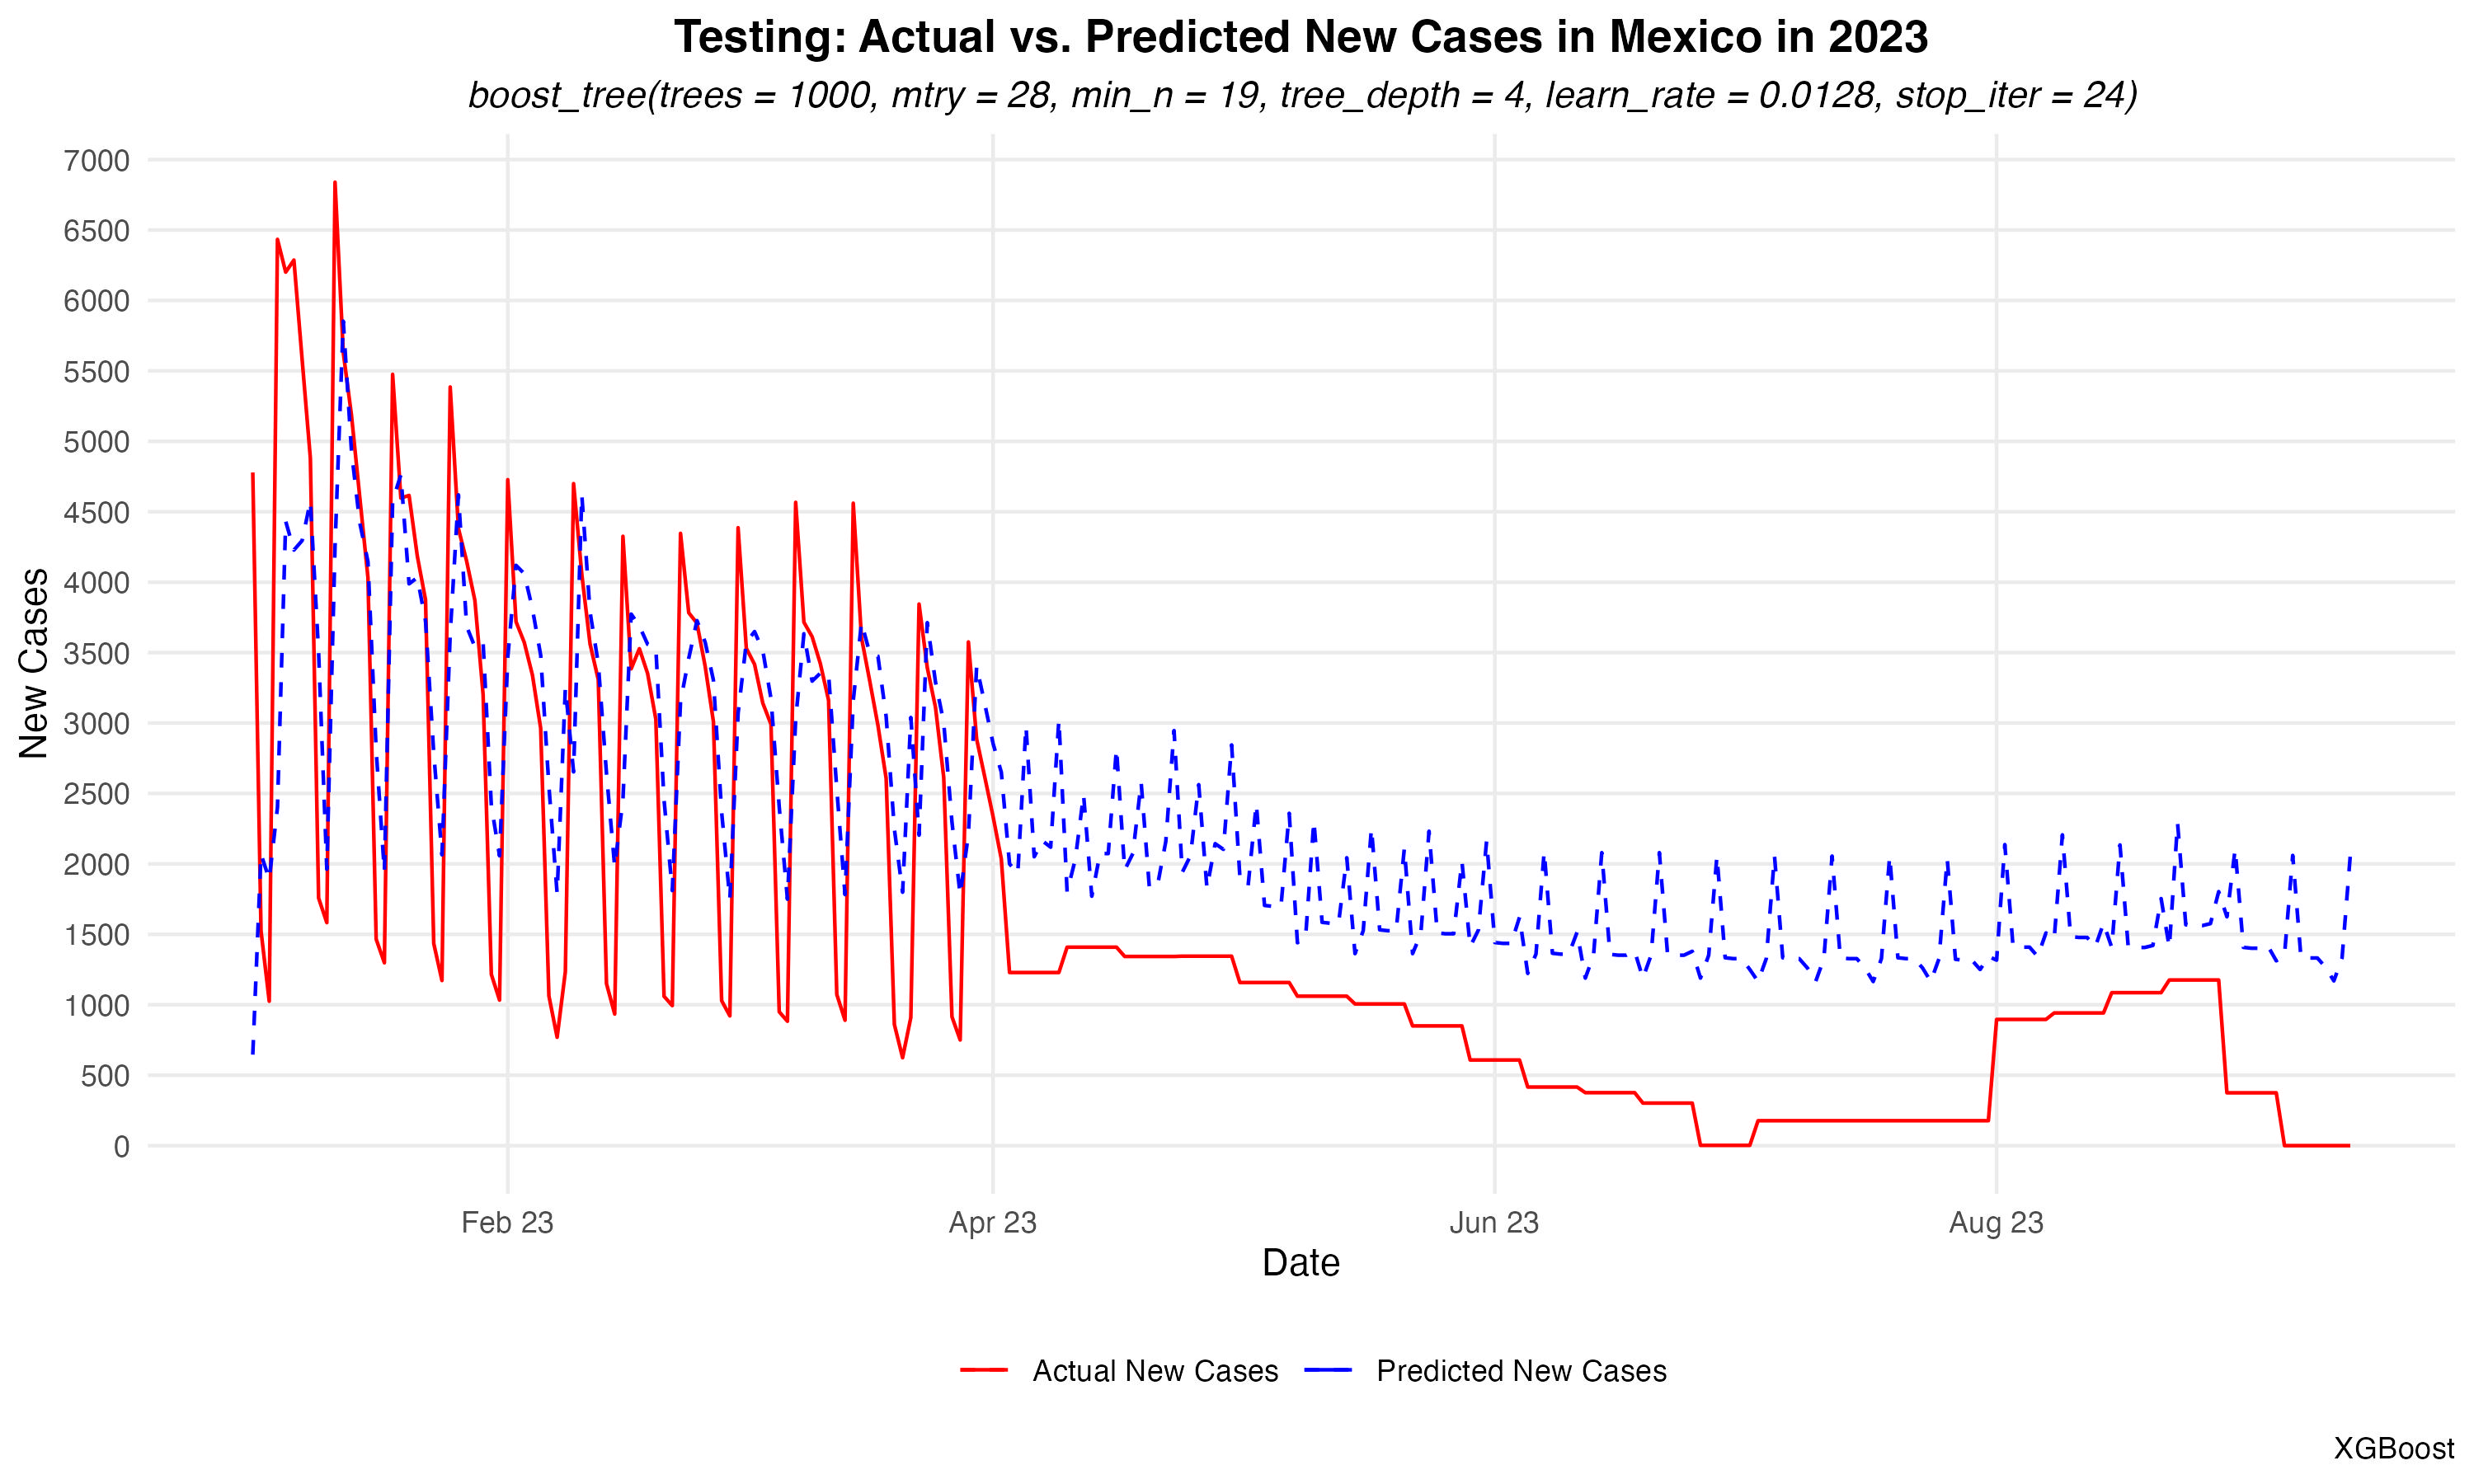 Testing: Actual vs. Predicted New Cases in Mexico in 2023
boost_tree(trees = 1000, mtry = 28, min_n = 19, tree_depth = 4, learn_rate = 0.0128, stop_iter = 24)
New Cases
7000
6500
6000
5500
5000
4500
4000
3500
3000
2500
2000
1500
1000
500
0
Feb 23
Apr 23
Jun 23
Aug 23
Date
Actual New Cases
Predicted New Cases
XGBoost